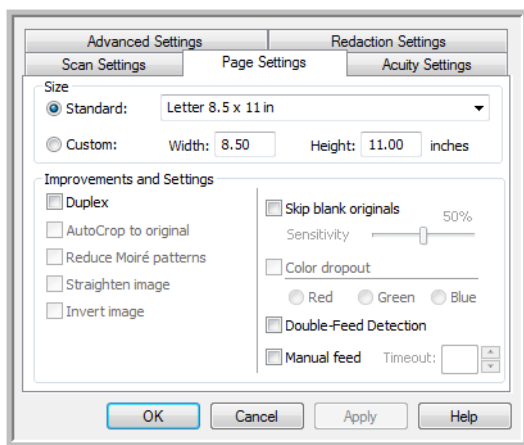 Advanced Settings Redaction Settings
Scan Settings Page Settings Acuity Settings
Size
Standard: Letter 8.5 x 11 in
Custom: Width: 8.50 Height: 11.00 inches
Improvements and Settings
Duplex
AutoCrop to original
Reduce Moiré patterns
Straighten image
Invert image
Skip blank originals 50%
Sensitivity
Color dropout
Red Green Blue
Double-Feed Detection
Manual feed Timeout:
OK Cancel Apply Help